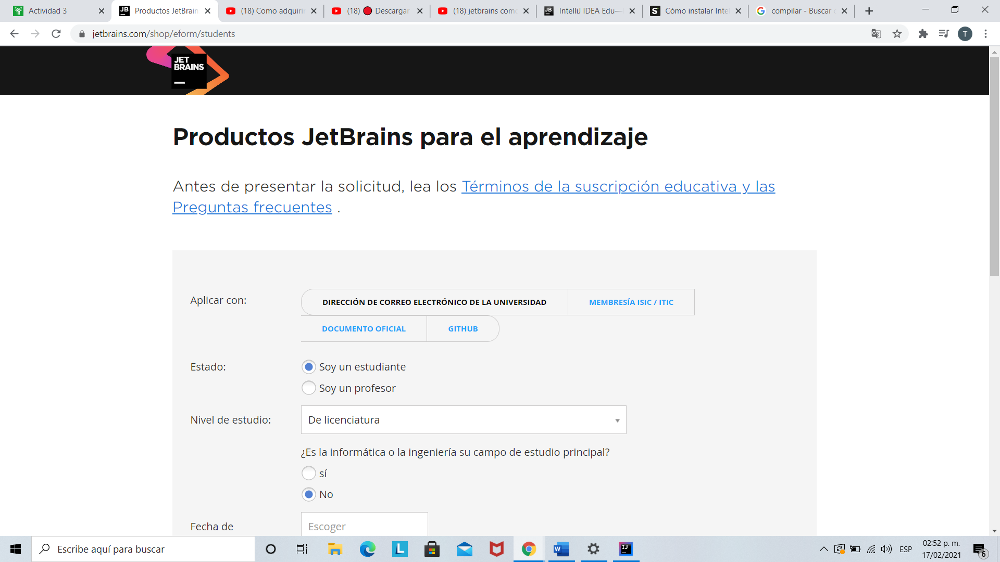 Actividad 3
Productos JetBrain
(18) Como adquirir
(18) Descargar
(18) jetbrains como
IntelliJ IDEA Edu—
Cómo instalar Intel
compilar - Buscar
jetbrains.com/shop/eform/students
T
JET
BRAINS
Productos JetBrains para el aprendizaje
Antes de presentar la solicitud, lea los Términos de la suscripción educativa y las
Preguntas frecuentes .
Aplicar con:
DIRECCIÓN DE CORREO ELECTRÓNICO DE LA UNIVERSIDAD
MEMBRESÍA ISIC / ITIC
DOCUMENTO OFICIAL
GITHUB
Estado:
Soy un estudiante
Soy un profesor
Nivel de estudio:
De licenciatura
¿Es la informática o la ingeniería su campo de estudio principal?
sí
No
Fecha de
Escoger
Escribe aquí para buscar
ESP
02:52 p. m.
17/02/2021
6